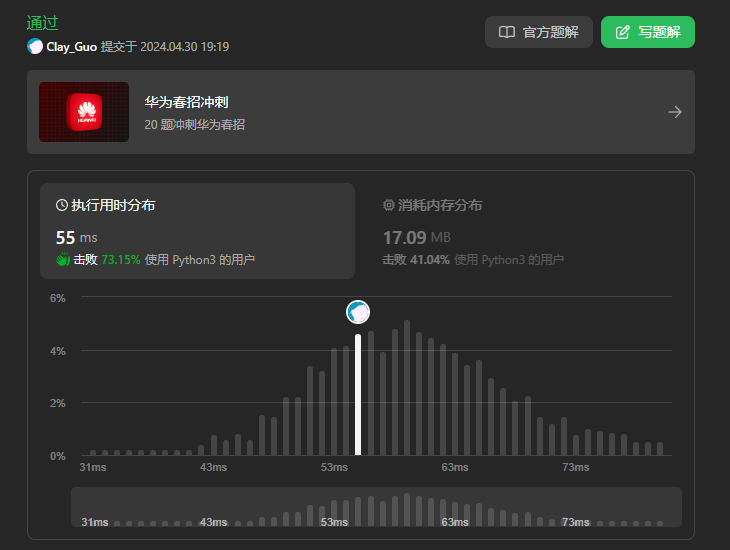 通过
Clay_Guo 提交于 2024.04.30 19:19
官方题解
写题解
HUAWEI
华为春招冲刺
20 题冲刺华为春招
执行用时分布
55 ms
击败 73.15% 使用 Python3 的用户
消耗内存分布
17.09 MB
击败 41.04% 使用 Python3 的用户
6%
4%
2%
0%
31ms 43ms 53ms 63ms 73ms
31ms 43ms 53ms 63ms 73ms